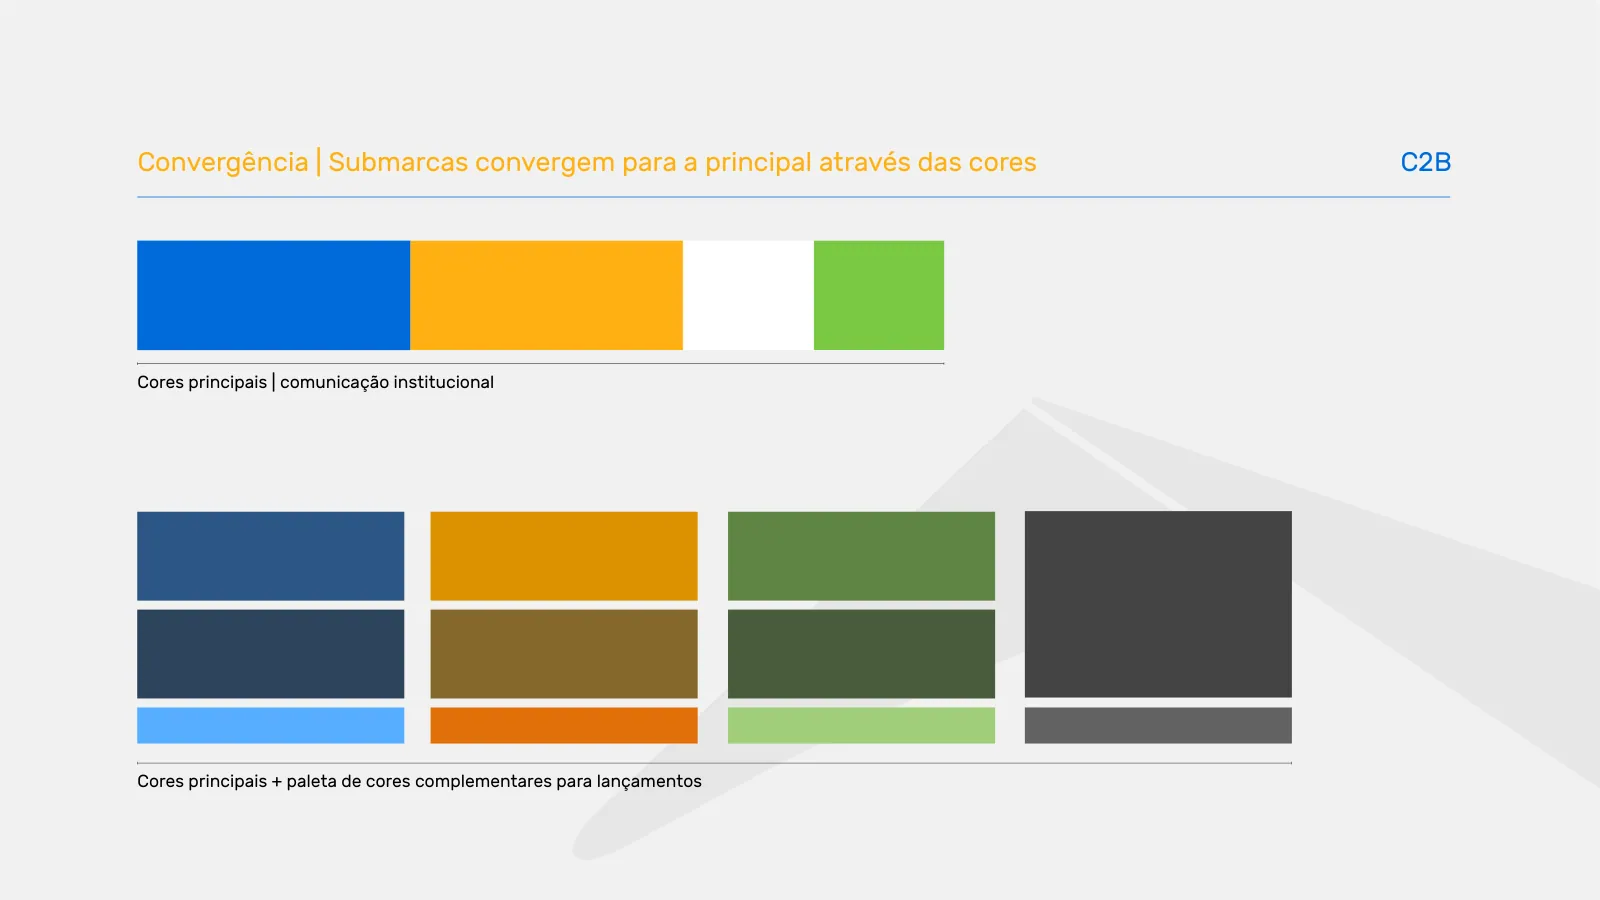 Convergência | Submarcas convergem para a principal através das cores
C2B
Cores principais | comunicação institucional
Cores principais + paleta de cores complementares para lançamentos